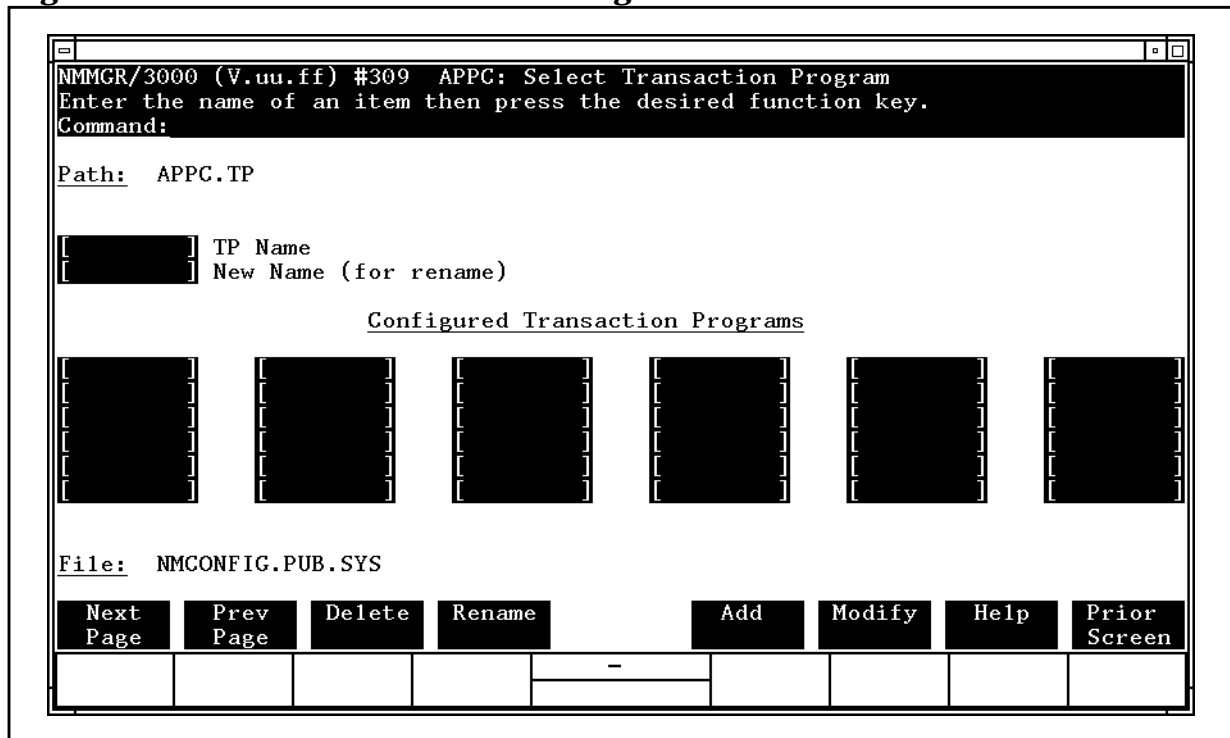 NMMGR/3000 (V.uu.ff) #309  APPC: Select Transaction Program
Enter the name of an item then press the desired function key.
Command:
Path:  APPC.TP
[ ] TP Name
[ ] New Name (for rename)
Configured Transaction Programs
[ ] [ ] [ ] [ ] [ ] [ ]
[ ] [ ] [ ] [ ] [ ] [ ]
[ ] [ ] [ ] [ ] [ ] [ ]
[ ] [ ] [ ] [ ] [ ] [ ]
[ ] [ ] [ ] [ ] [ ] [ ]
[ ] [ ] [ ] [ ] [ ] [ ]
File:  NMCONFIG.PUB.SYS
Next Prev Delete Rename Add Modify Help Prior
Page Page Screen